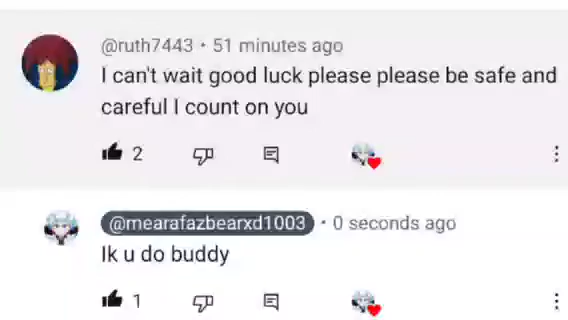 @ruth7443 • 51 minutes ago
I can't wait good luck please please be safe and
careful I count on you
2
@mearafazbearxd1003 • 0 seconds ago
Ik u do buddy
1